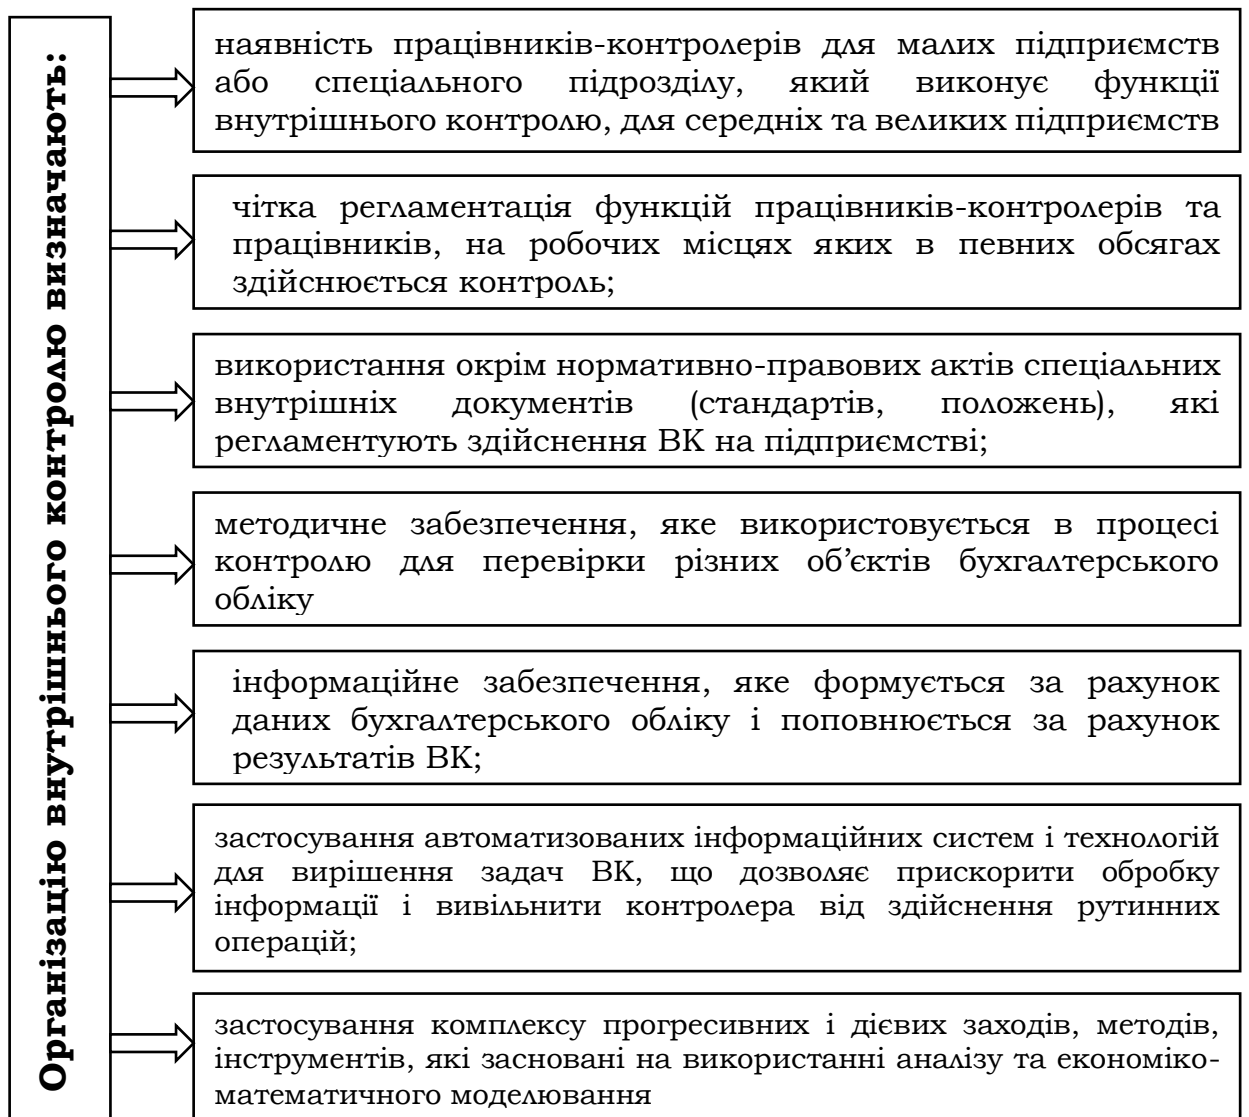 Організацію внутрішнього контролю визначають:
наявність працівників-контролерів для малих підприємств
або спеціального підрозділу, який виконує функції
внутрішнього контролю, для середніх та великих підприємств
чітка регламентація функцій працівників-контролерів та
працівників, на робочих місцях яких в певних обсягах
здійснюється контроль;
використання окрім нормативно-правових актів спеціальних
внутрішніх документів (стандартів, положень), які
регламентують здійснення ВК на підприємстві;
методичне забезпечення, яке використовується в процесі
контролю для перевірки різних об’єктів бухгалтерського
обліку
інформаційне забезпечення, яке формується за рахунок
даних бухгалтерського обліку і поповнюється за рахунок
результатів ВК;
застосування автоматизованих інформаційних систем і технологій
для вирішення задач ВК, що дозволяє прискорити обробку
інформації і вивільнити контролера від здійснення рутинних
операцій;
застосування комплексу прогресивних і дієвих заходів, методів,
інструментів, які засновані на використанні аналізу та економіко-
математичного моделювання